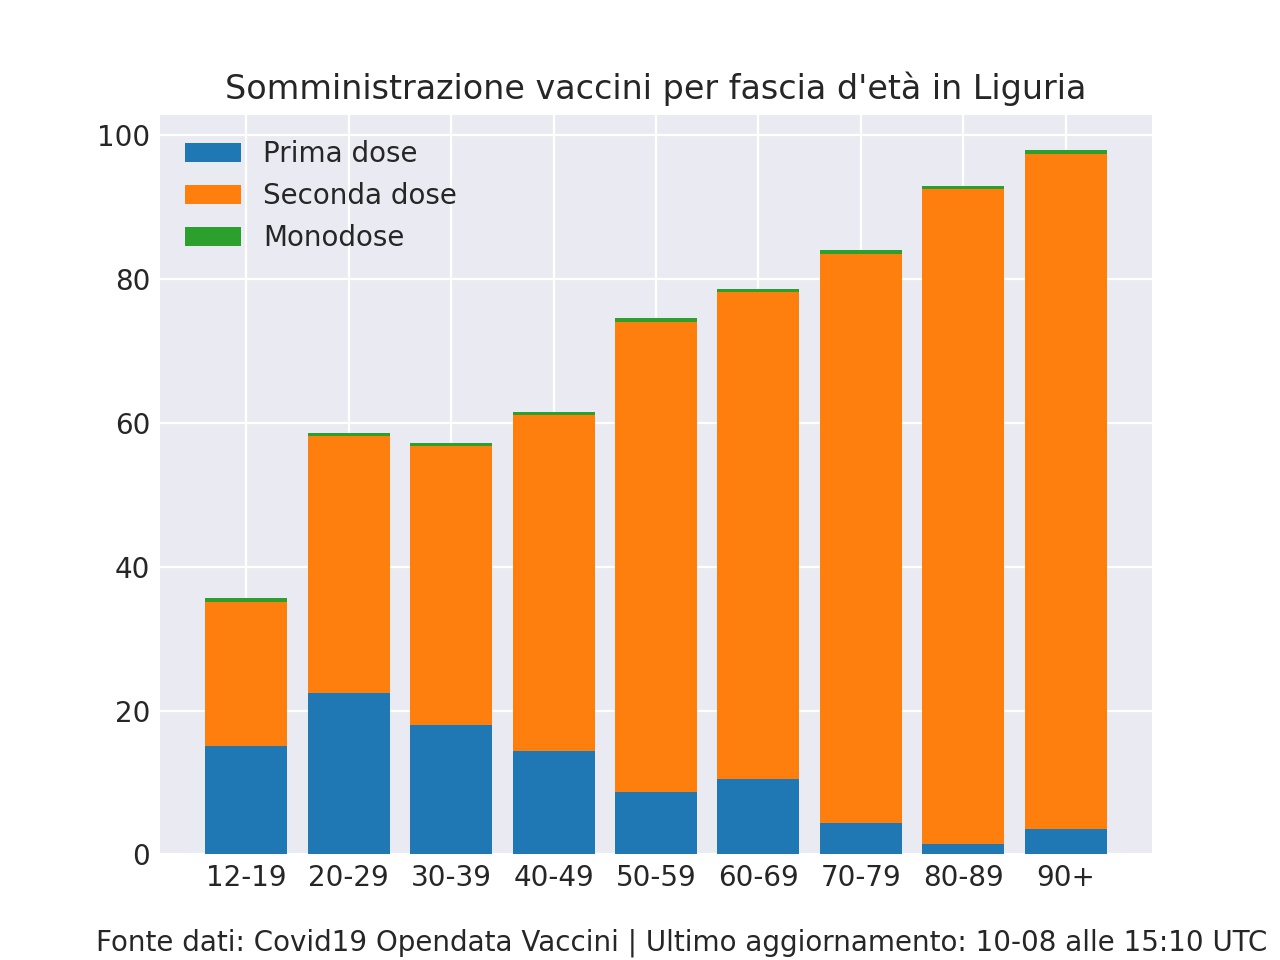 Somministrazione vaccini per fascia d'età in Liguria
100
80
60
40
20
0
Prima dose
Seconda dose
Monodose
12-19 20-29 30-39 40-49 50-59 60-69 70-79 80-89 90+
Fonte dati: Covid19 Opendata Vaccini | Ultimo aggiornamento: 10-08 alle 15:10 UTC